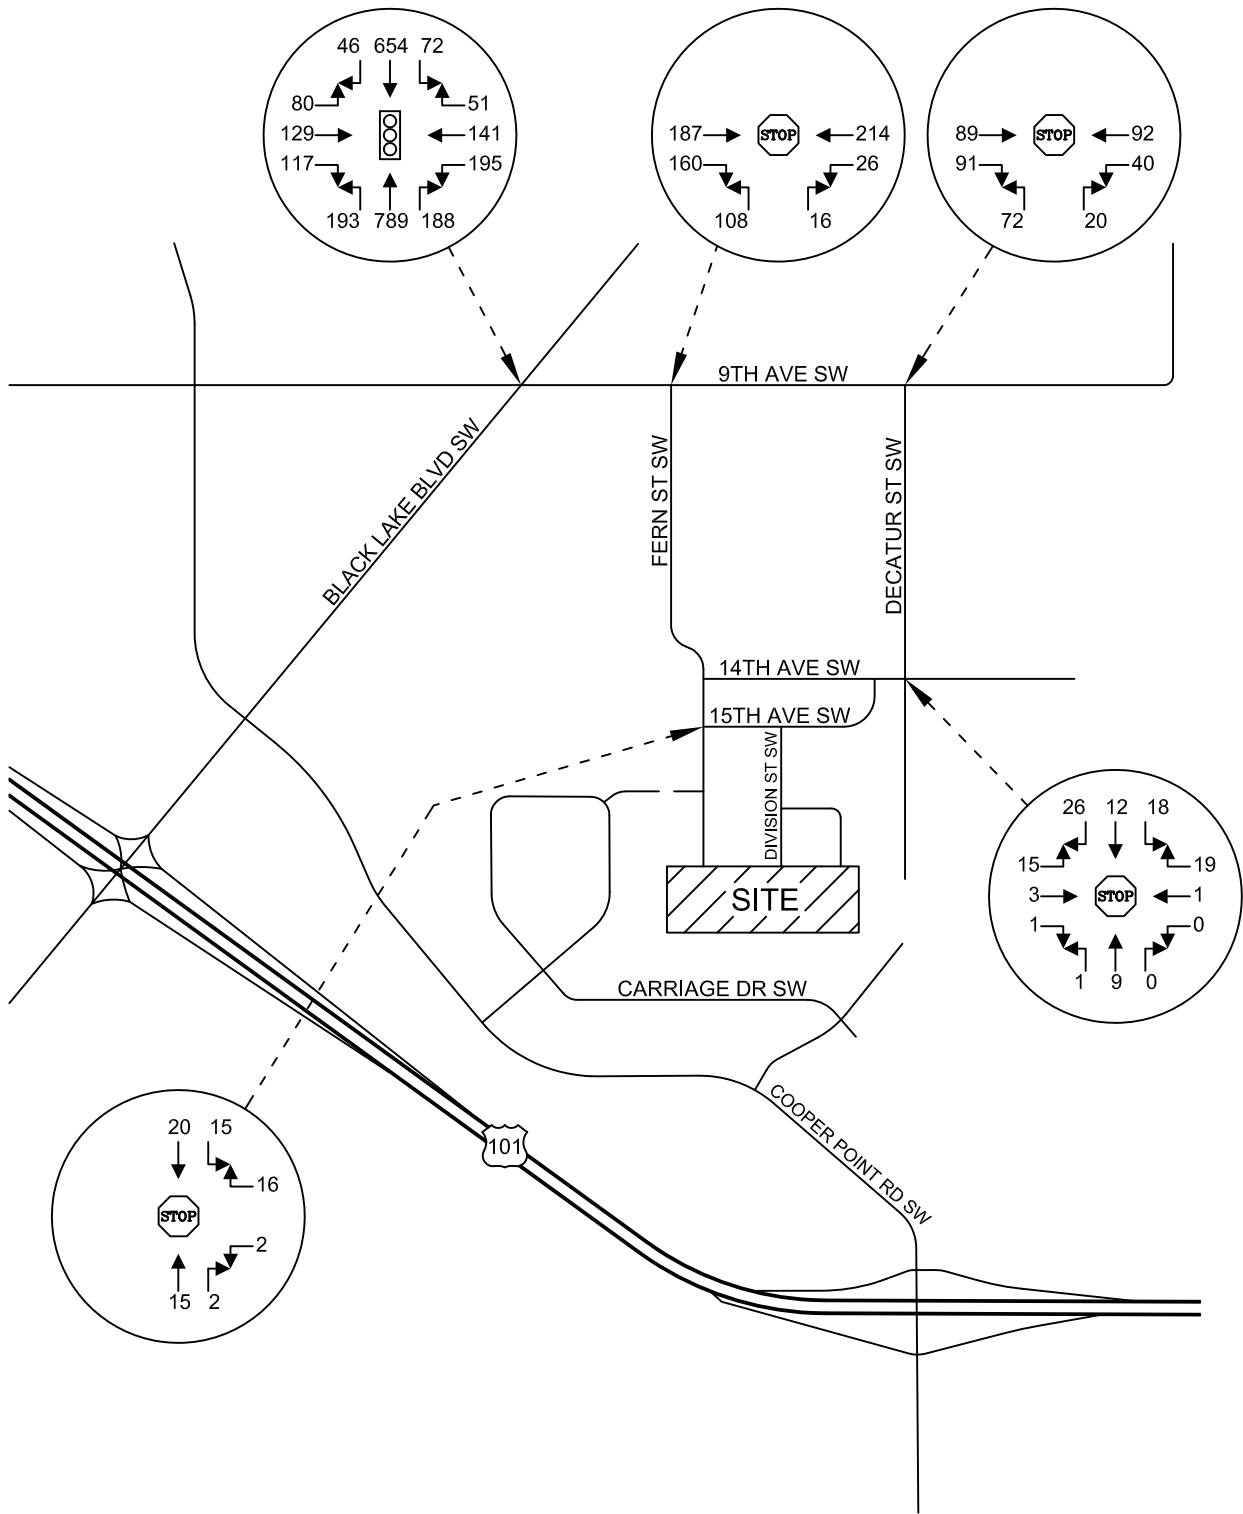 46 654 72
80 51
129 141
117 195
193 789 188
STOP
187 214
160 26
108 16
STOP
89 92
91 40
72 20
9TH AVE SW
BLACK LAKE BLVD SW
FERN ST SW
DECATUR ST SW
14TH AVE SW
15TH AVE SW
DIVISION ST SW
SITE
26 12 18
15 19
3 STOP 1
1 0
1 9 0
CARRIAGE DR SW
COOPER POINT RD SW
101
20 15
16
STOP
2
15 2